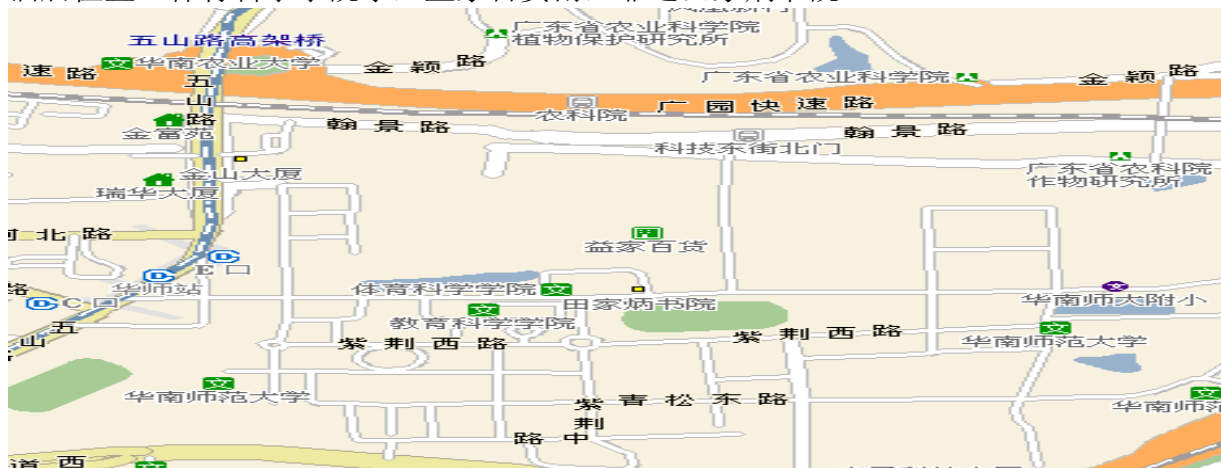 广东省农业科学院
植物保护研究所
五山路高架桥
速路
华南农业大学
金颖路
广东省农业科学院
金颖路
五山路
农科院
广园快速路
金富苑
翰景路
翰景路
科技东街北门
金山大厦
广东省农科院
作物研究所
瑞华大厦
河北路
益家百货
E口
华师站
体育科学学院
田家炳书院
华南师大附小
路
C口
教育科学学院
五
山
紫荆西路
紫荆西路
华南师范大学
华南师范大学
紫荆
青松东路
华南师范
路中
道西